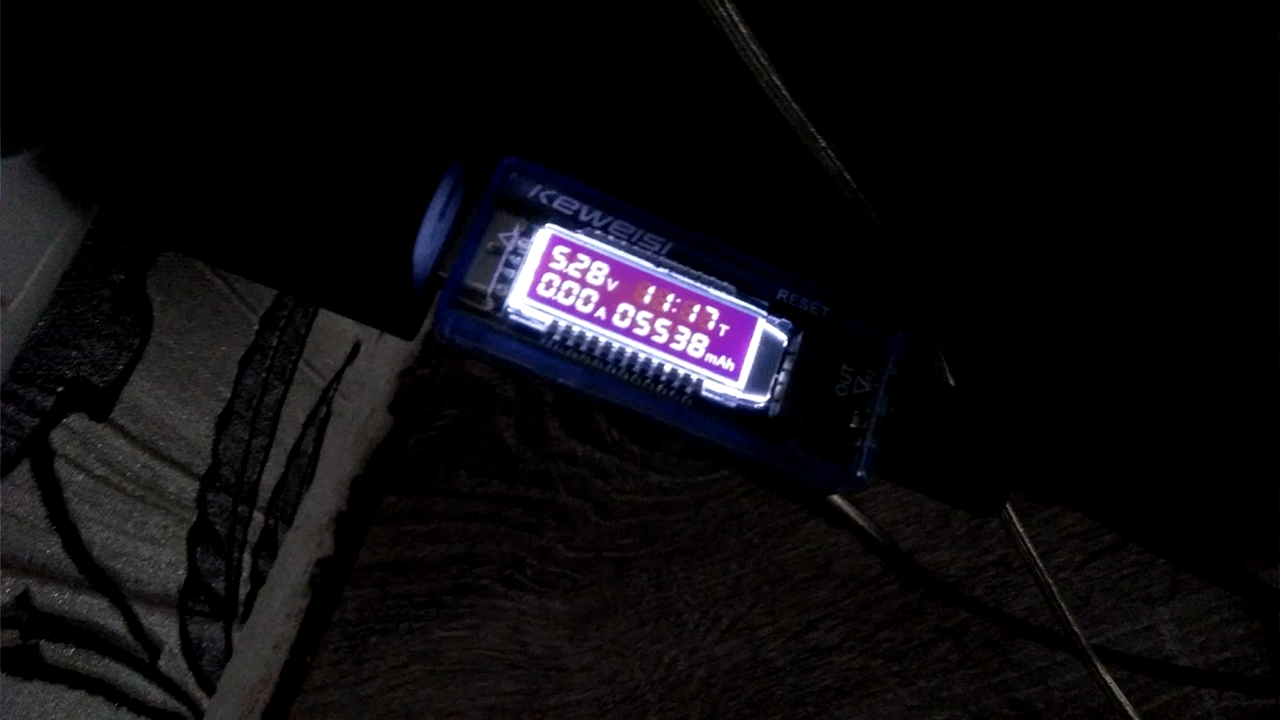 KEWEISI
5.28V 11:17T
0.00A 05538mAh
RESET
OUT